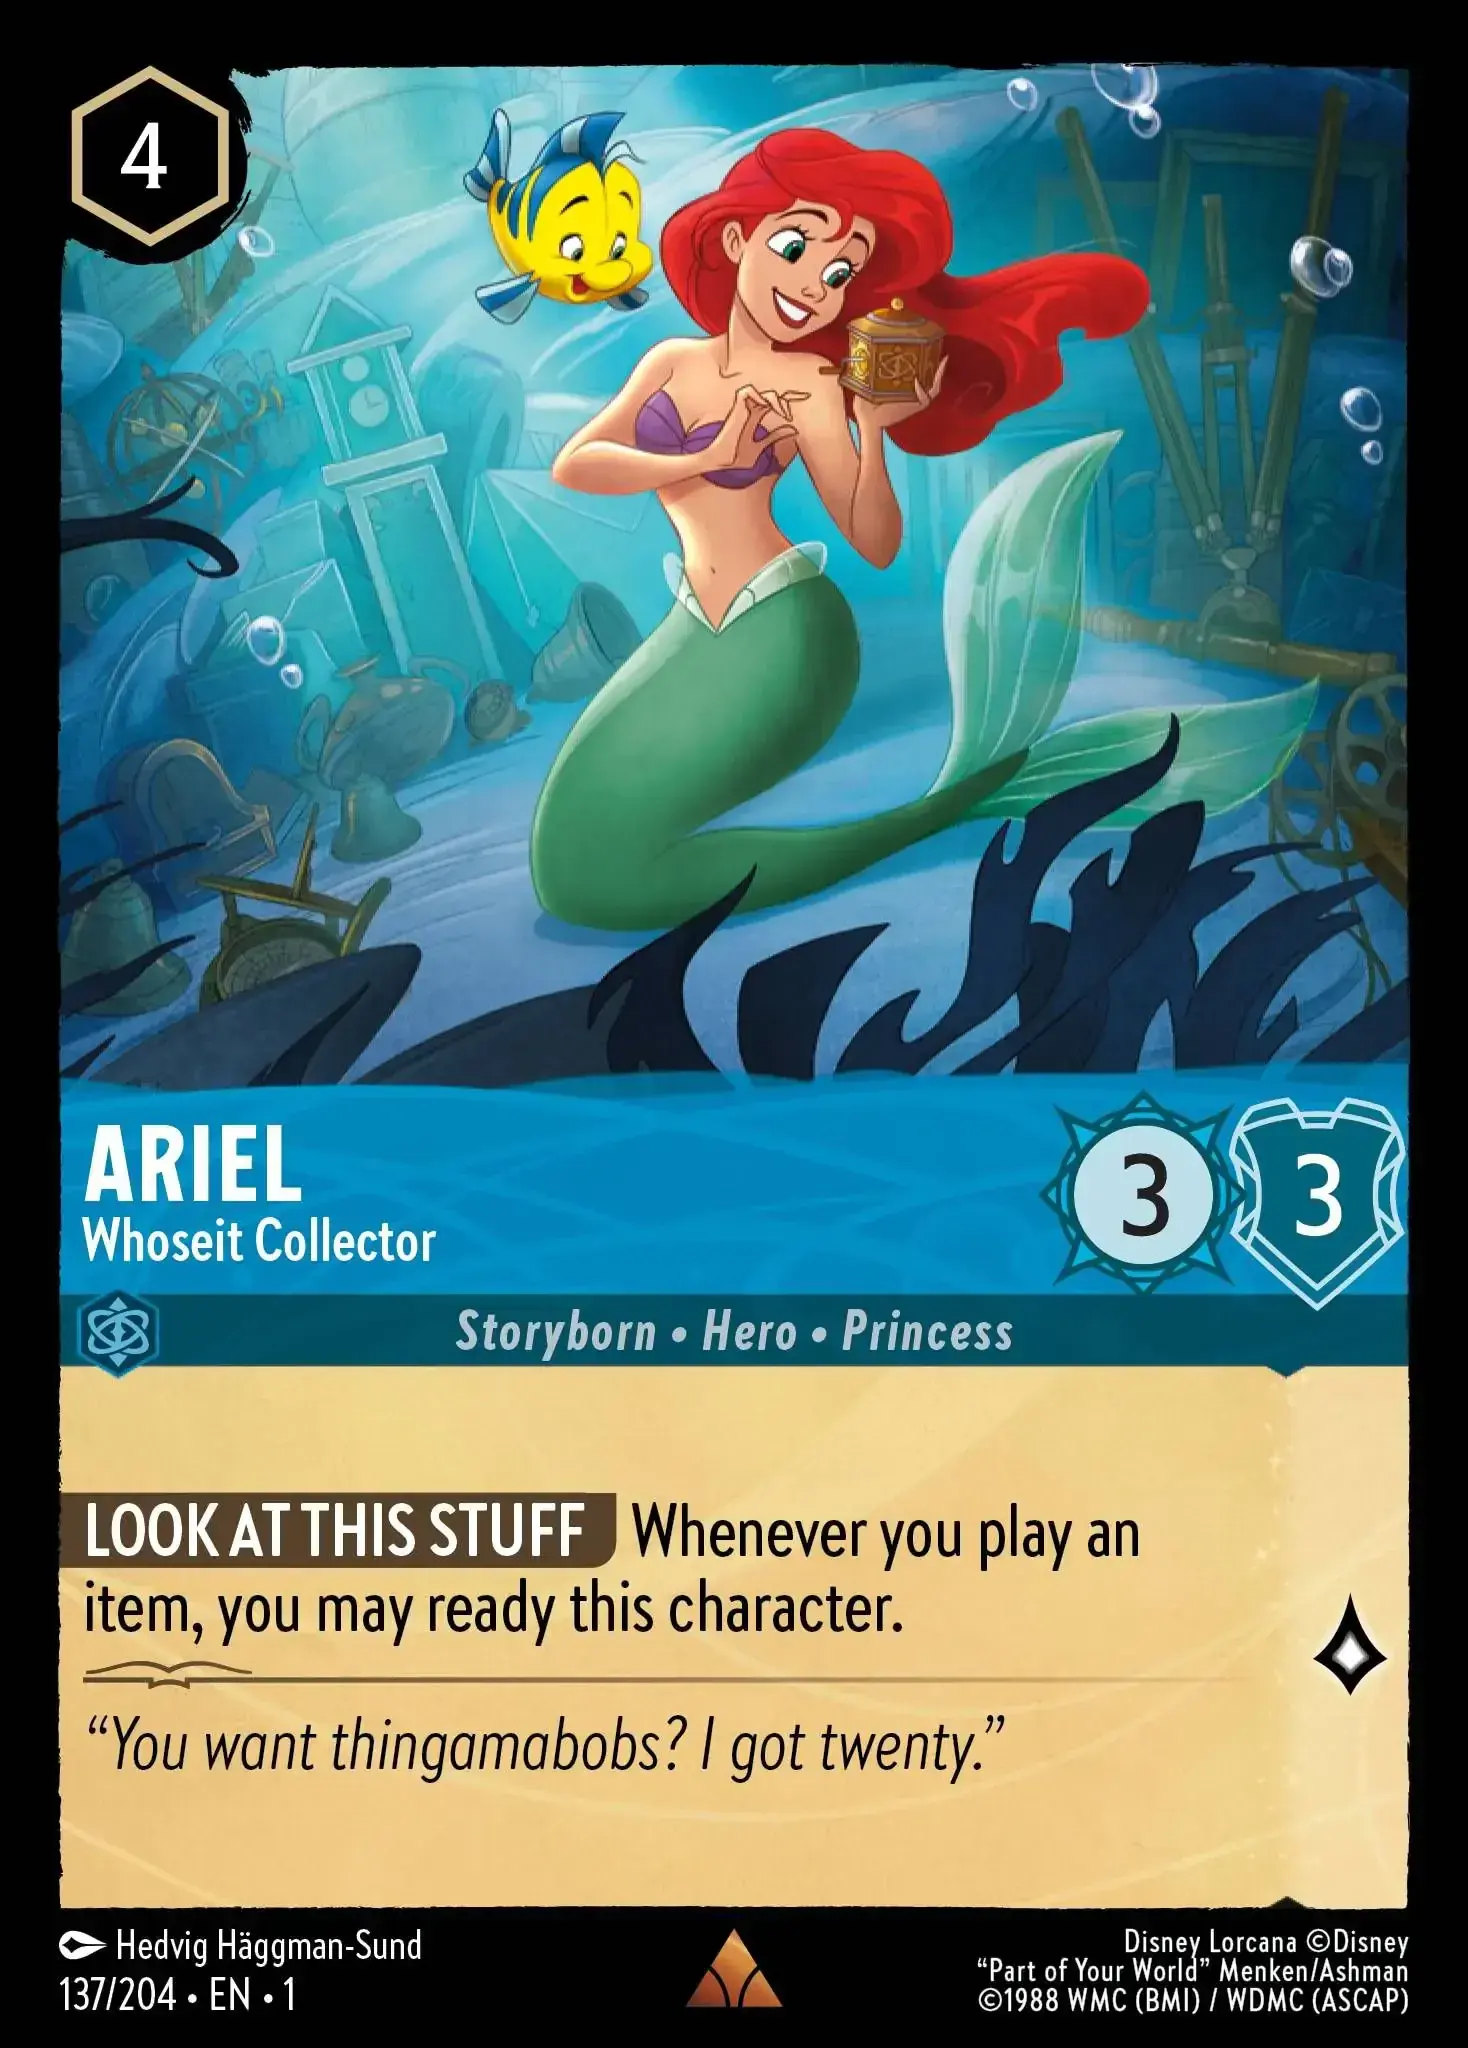 4
ARIEL
Whoseit Collector
3
3
Storyborn • Hero • Princess
LOOK AT THIS STUFF Whenever you play an
item, you may ready this character.
“You want thingamabobs? I got twenty.”
Hedvig Häggman-Sund
137/204 • EN • 1
Disney Lorcana ©Disney
“Part of Your World” Menken/Ashman
©1988 WMC (BMI) / WDMC (ASCAP)